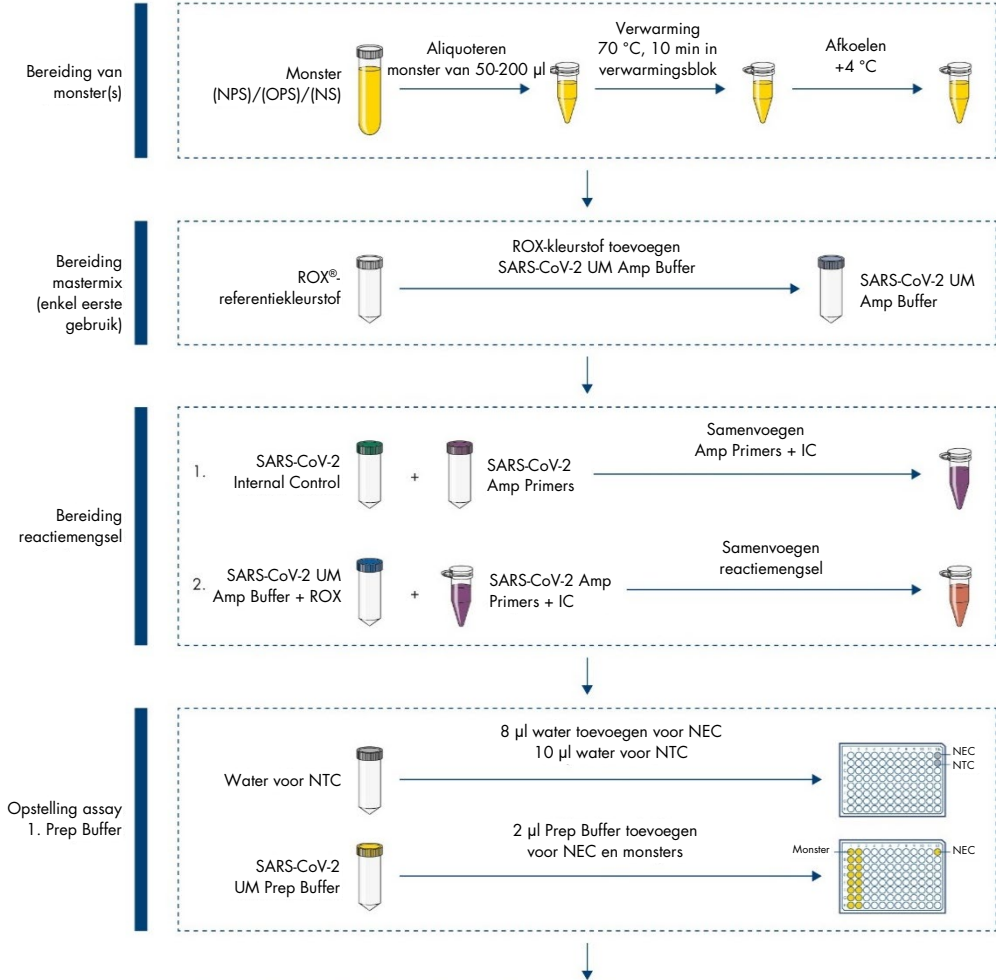 Bereiding van
monster(s)
Monster
(NPS)/(OPS)/(NS)
Aliquoteren
monster van 50-200 µl
Verwarming
70 °C, 10 min in
verwarmingsblok
Afkoelen
+4 °C
Bereiding
mastermix
(enkel eerste
gebruik)
ROX®-
referentiekleurstof
ROX-kleurstof toevoegen
SARS-CoV-2 UM Amp Buffer
SARS-CoV-2 UM
Amp Buffer
Bereiding
reactiemengsel
1.
SARS-CoV-2
Internal Control
+
SARS-CoV-2
Amp Primers
Samenvoegen
Amp Primers + IC
2.
SARS-CoV-2 UM
Amp Buffer + ROX
+
SARS-CoV-2 Amp
Primers + IC
Samenvoegen
reactiemengsel
Opstelling assay
1. Prep Buffer
Water voor NTC
8 µl water toevoegen voor NEC
10 µl water voor NTC
NEC
NTC
SARS-CoV-2
UM Prep Buffer
2 µl Prep Buffer toevoegen
voor NEC en monsters
Monster
NEC